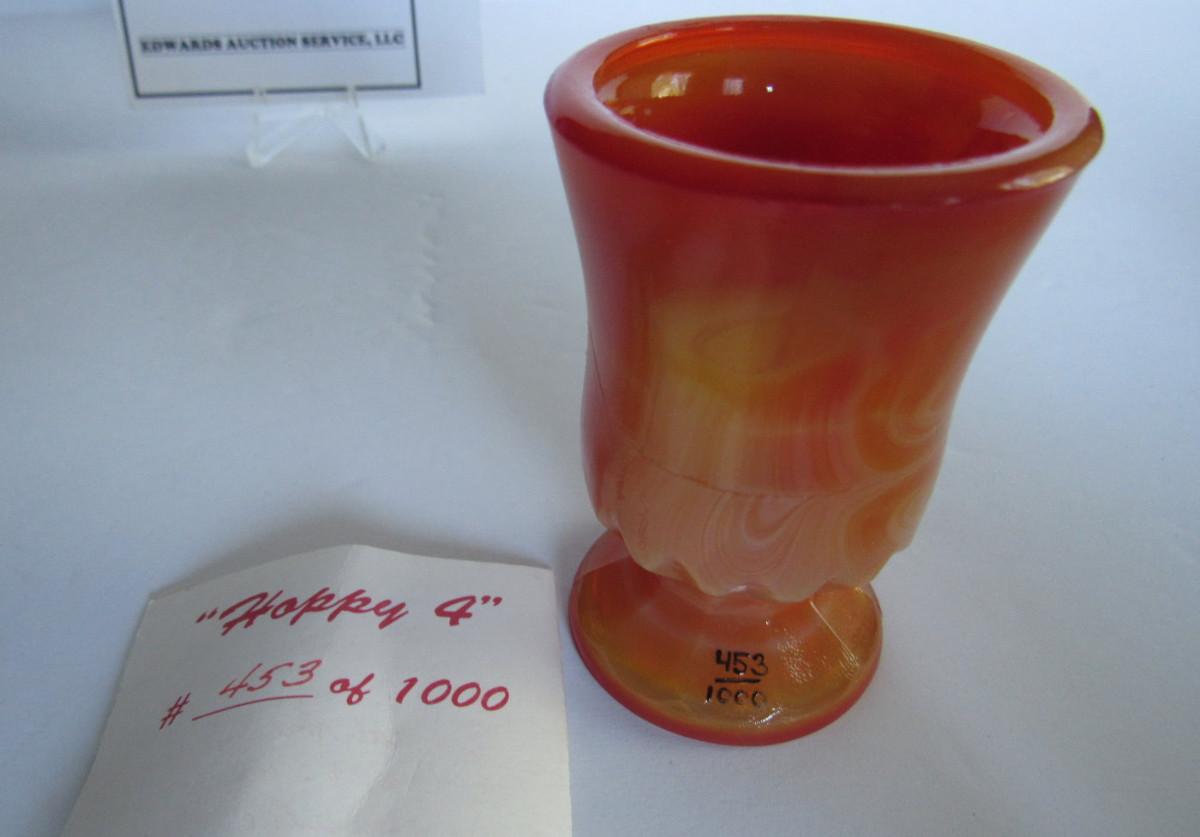 EDWARDS AUCTION SERVICE, LLC
"Hoppy 4"
# 453 of 1000
453
1000